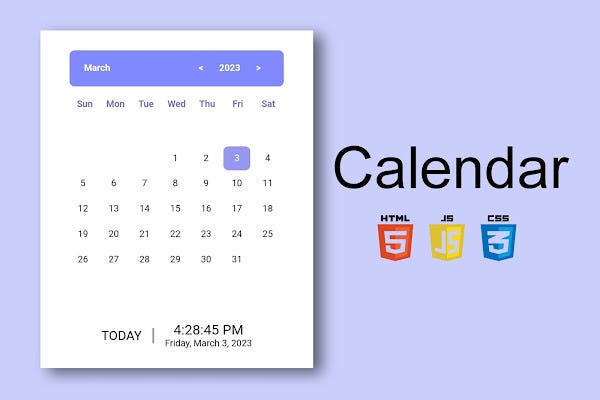 March < 2023 >
Sun Mon Tue Wed Thu Fri Sat
1 2 3 4
5 6 7 8 9 10 11
12 13 14 15 16 17 18
19 20 21 22 23 24 25
26 27 28 29 30 31
TODAY | 4:28:45 PM
Friday, March 3, 2023
Calendar
HTML JS CSS
5 JS 3